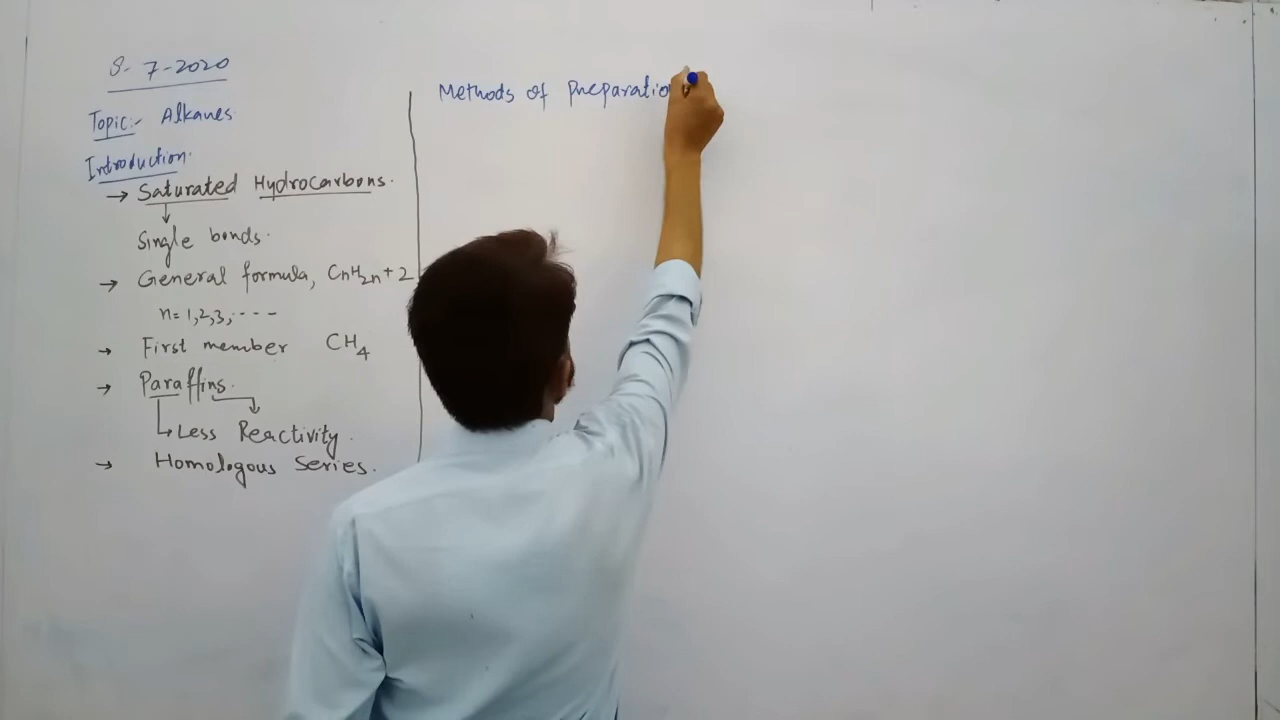 8-7-2020
Topic:- Alkanes
Introduction.
→ Saturated Hydrocarbons.
↓
Single bonds.
→ General formula, CnH2n+2
n=1,2,3,----
→ First member CH4
→ Paraffins.
↳ Less Reactivity.
→ Homologous Series.
Methods of Preparatio